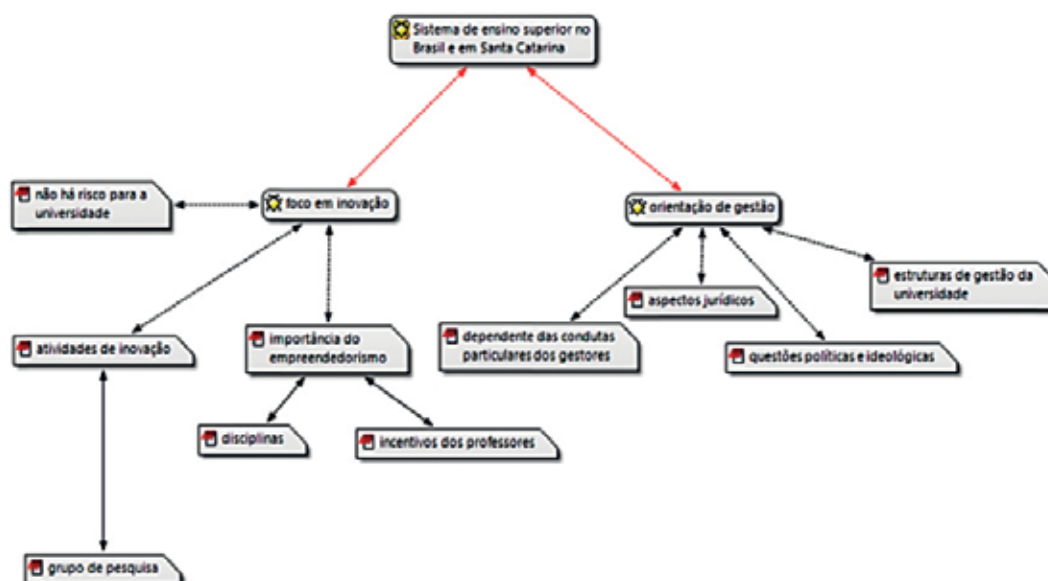 Sistema de ensino superior no
Brasil e em Santa Catarina
não há risco para a
universidade
foco em inovação
orientação de gestão
estruturas de gestão da
universidade
aspectos jurídicos
atividades de inovação
importância do
empreendedorismo
dependente das condutas
particulares dos gestores
questões políticas e ideológicas
disciplinas
incentivos dos professores
grupo de pesquisa